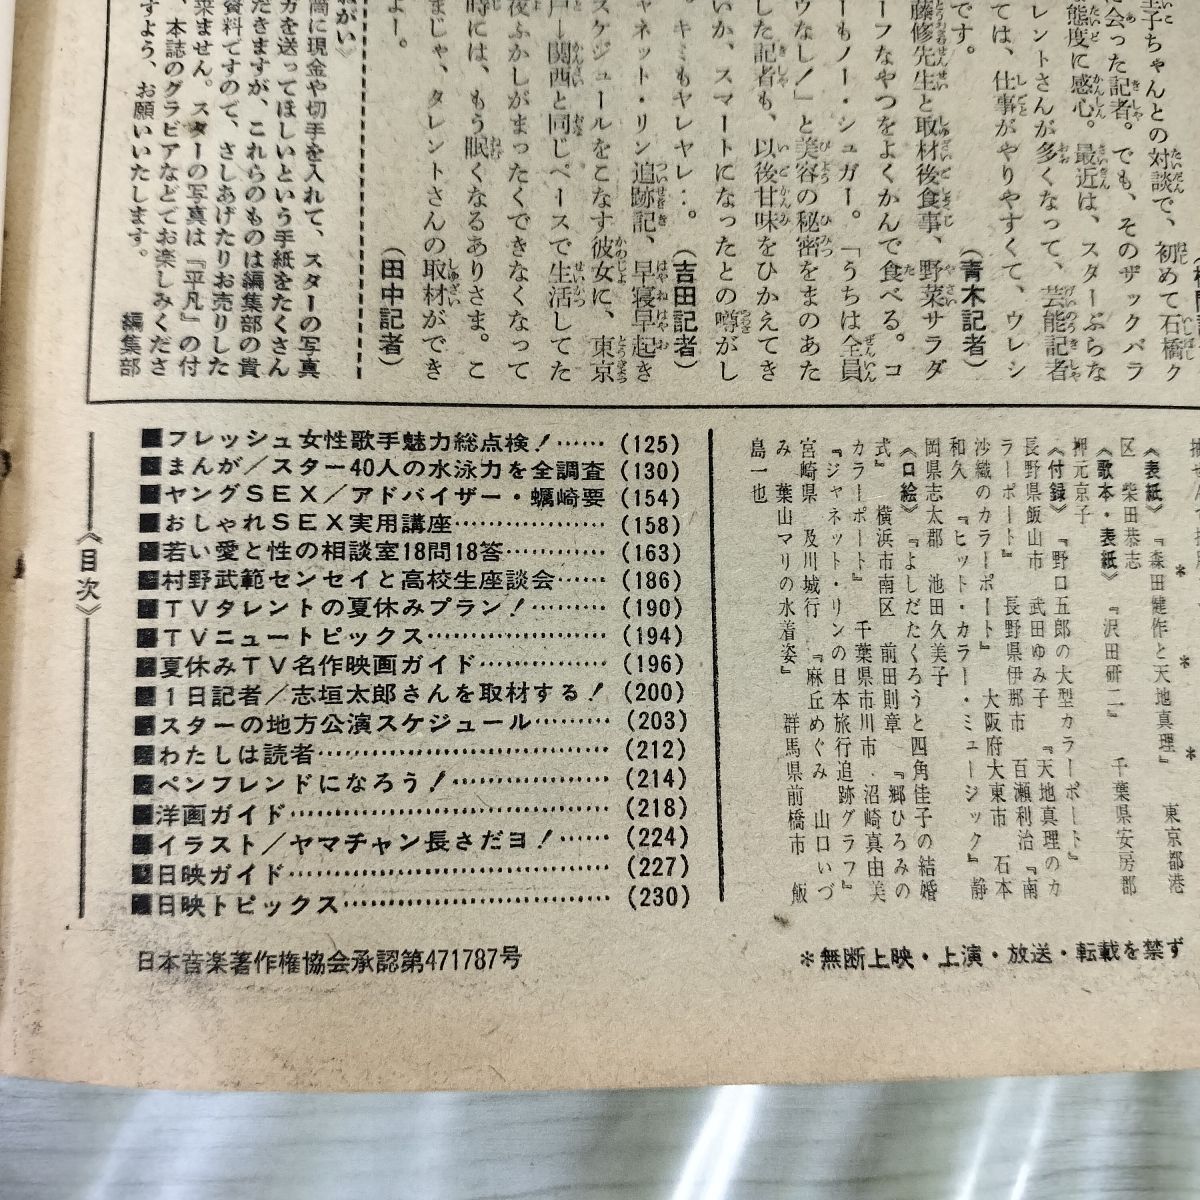 圭子ちゃんとの対談で、初めて石橋
に会った記者。でも、そのザックバラ
態度に感心。最近は、スターぶらな
レントさんが多くなって、芸能記者
ては、仕事がやりやすくて、ウレシ
です。
(青木記者)
藤修先生と取材後食事、野菜サラダ
ーフなやつをよくかんで食べる。コ
ーもノー・シュガー。「うちは全員
ウなし!」と美容の秘密をまのあた
した記者も、以後甘味をひかえてき
いか、スマートになったとの噂がし
。キミもヤレヤレ・。
(吉田記者)
ャネット・リン追跡記、早寝早起き
スケジュールをこなす彼女に、東京
戸—関西と同じペースで生活してた
夜ふかしがまったくできなくなって
時には、もう眠くなるありさま。こ
まじゃ、タレントさんの取材ができ
よー。
(田中記者)
ねがい》
筒に現金や切手を入れて、スターの写真
ガを送ってほしいという手紙をたくさん
だきますが、これらのものは編集部の貴
資料ですので、さしあげたりお売りした
来ません。スターの写真は『平凡』の付
、本誌のグラビアなどでお楽しみくださ
すよう、お願いいたします。
編集部
《表紙》『森田健作と天地真理』 東京都港
区 柴田恭志
《歌本・表紙》『沢田研二』 千葉県安房郡
押元京子
《付録》『野口五郎の大型カラーポート』
長野県飯山市 武田ゆみ子 『天地真理のカ
ラーポート』 長野県伊那市 百瀬利治 『南
沙織のカラーポート』 大阪府大東市 石本
和久 『ヒット・カラー・ミュージック』 静
岡県志太郡 池田久美子
《口絵》『よしだたくろうと四角佳子の結婚
式』 横浜市南区 前田則章 『郷ひろみの
カラーポート』 千葉県市川市 沼崎真由美
『ジャネット・リンの日本旅行追跡グラフ』
宮崎県 及川城行 『麻丘めぐみ 山口いづ
み 葉山マリの水着姿』 群馬県前橋市 飯
島一也
《目次》
■フレッシュ女性歌手魅力総点検!……(125)
■まんが/スター40人の水泳力を全調査(130)
■ヤングSEX/アドバイザー・蠣崎要(154)
■おしゃれSEX実用講座………………(158)
■若い愛と性の相談室18問18答…………(163)
■村野武範センセイと高校生座談会……(186)
■TVタレントの夏休みプラン!………(190)
■TVニュートピックス…………………(194)
■夏休みTV名作映画ガイド……………(196)
■1日記者/志垣太郎さんを取材する!(200)
■スターの地方公演スケジュール………(203)
■わたしは読者……………………………(212)
■ペンフレンドになろう!………………(214)
■洋画ガイド………………………………(218)
■イラスト/ヤマチャン長さだヨ!……(224)
■日映ガイド………………………………(227)
■日映トピックス…………………………(230)
日本音楽著作権協会承認第471787号
*無断上映・上演・放送・転載を禁ず